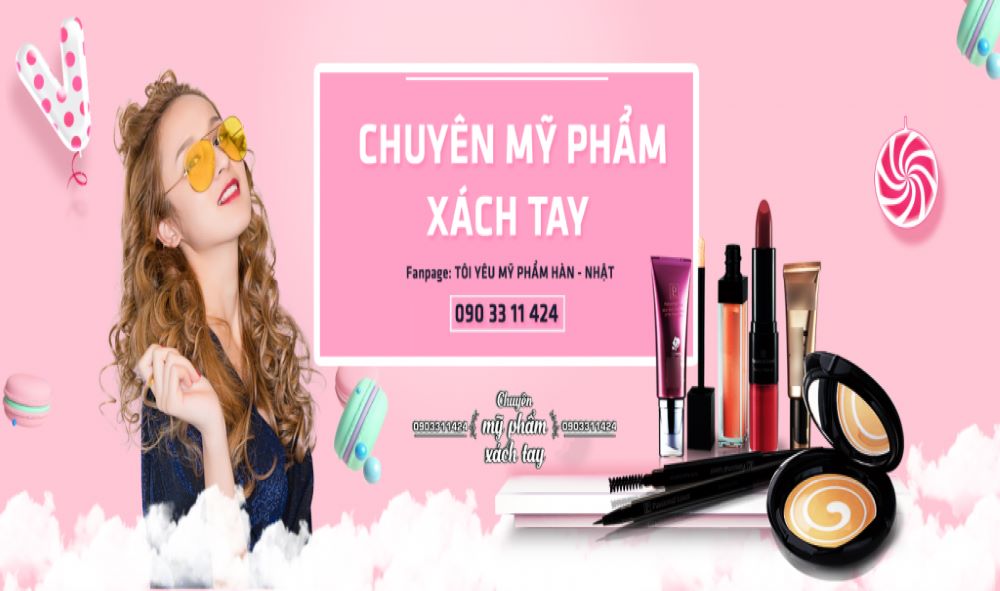 CHUYÊN MỸ PHẨM
XÁCH TAY
Fanpage: TÔI YÊU MỸ PHẨM HÀN - NHẬT
090 33 11 424
Chuyên
0903311424 mỹ phẩm 0903311424
xách tay